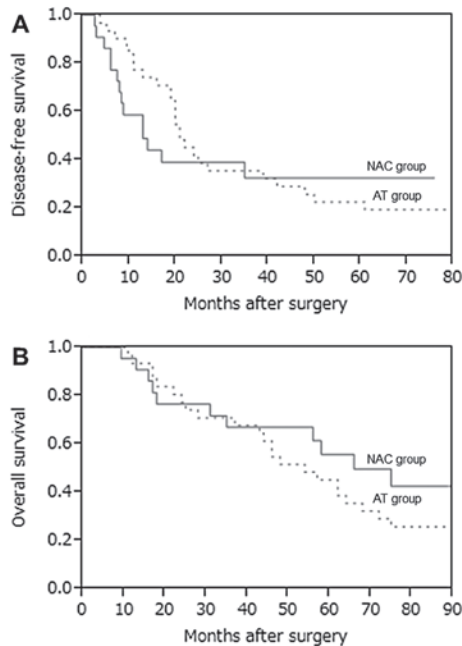 A
Disease-free survival
1.0
0.8
0.6
0.4
0.2
0.0
NAC group
AT group
0 10 20 30 40 50 60 70 80
Months after surgery
B
Overall survival
1.0
0.8
0.6
0.4
0.2
0.0
NAC group
AT group
0 10 20 30 40 50 60 70 80 90
Months after surgery